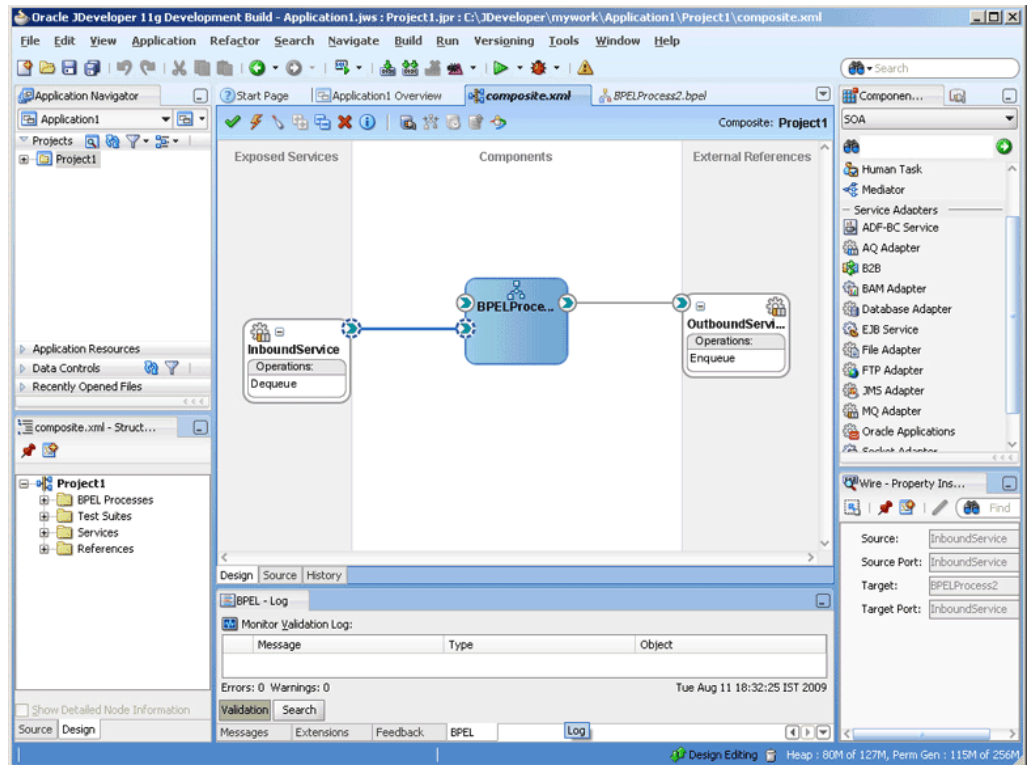 Oracle JDeveloper 11g Development Build - Application1.jws : Project1.jpr : C:\JDeveloper\mywork\Application1\Project1\composite.xml
File Edit View Application Refactor Search Navigate Build Run Versioning Tools Window Help
Search
Application Navigator
Application1
Projects
Project1
Application Resources
Data Controls
Recently Opened Files
composite.xml - Struct...
Project1
BPEL Processes
Test Suites
Services
References
Show Detailed Node Information
Source Design
Start Page Application1 Overview composite.xml BPELProcess2.bpel
Composite: Project1
Exposed Services Components External References
BPELProce...
InboundService
Operations:
Dequeue
OutboundServi...
Operations:
Enqueue
Design Source History
BPEL - Log
Monitor Validation Log:
Message Type Object
Errors: 0 Warnings: 0 Tue Aug 11 18:32:25 IST 2009
Validation Search
Messages Extensions Feedback BPEL Log
Componen...
SOA
Human Task
Mediator
Service Adapters
ADF-BC Service
AQ Adapter
B2B
BAM Adapter
Database Adapter
EJB Service
File Adapter
FTP Adapter
JMS Adapter
MQ Adapter
Oracle Applications
Socket Adapter
Wire - Property Ins...
Find
Source: InboundService
Source Port: InboundService
Target: BPELProcess2
Target Port: InboundService
Design Editing Heap : 80M of 127M, Perm Gen : 115M of 256M